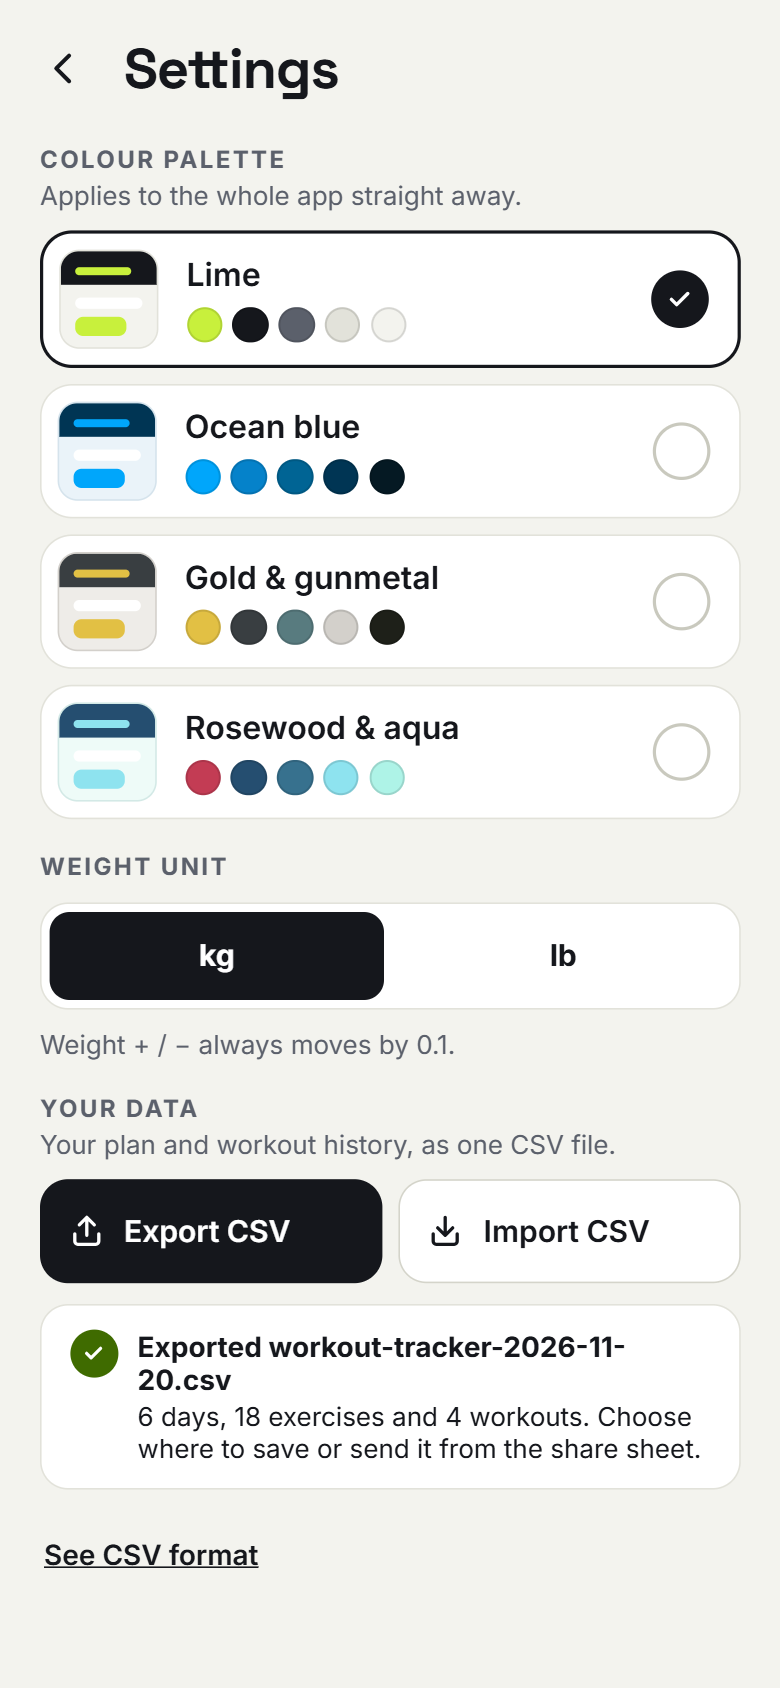 Settings
COLOUR PALETTE
Applies to the whole app straight away.
Lime
Ocean blue
Gold & gunmetal
Rosewood & aqua
WEIGHT UNIT
kg
lb
Weight + / − always moves by 0.1.
YOUR DATA
Your plan and workout history, as one CSV file.
Export CSV
Import CSV
Exported workout-tracker-2026-11-
20.csv
6 days, 18 exercises and 4 workouts. Choose
where to save or send it from the share sheet.
See CSV format